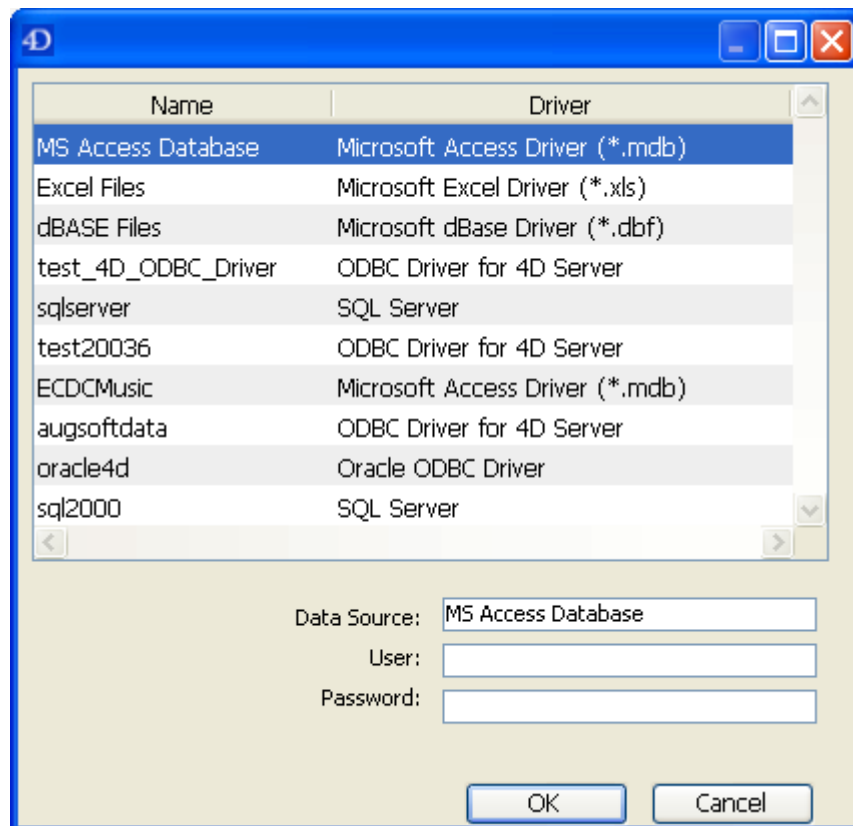 4D
Name Driver
MS Access Database Microsoft Access Driver (*.mdb)
Excel Files Microsoft Excel Driver (*.xls)
dBASE Files Microsoft dBase Driver (*.dbf)
test_4D_ODBC_Driver ODBC Driver for 4D Server
sqlserver SQL Server
test20036 ODBC Driver for 4D Server
ECDCMusic Microsoft Access Driver (*.mdb)
augsoftdata ODBC Driver for 4D Server
oracle4d Oracle ODBC Driver
sql2000 SQL Server
Data Source: MS Access Database
User:
Password:
OK Cancel